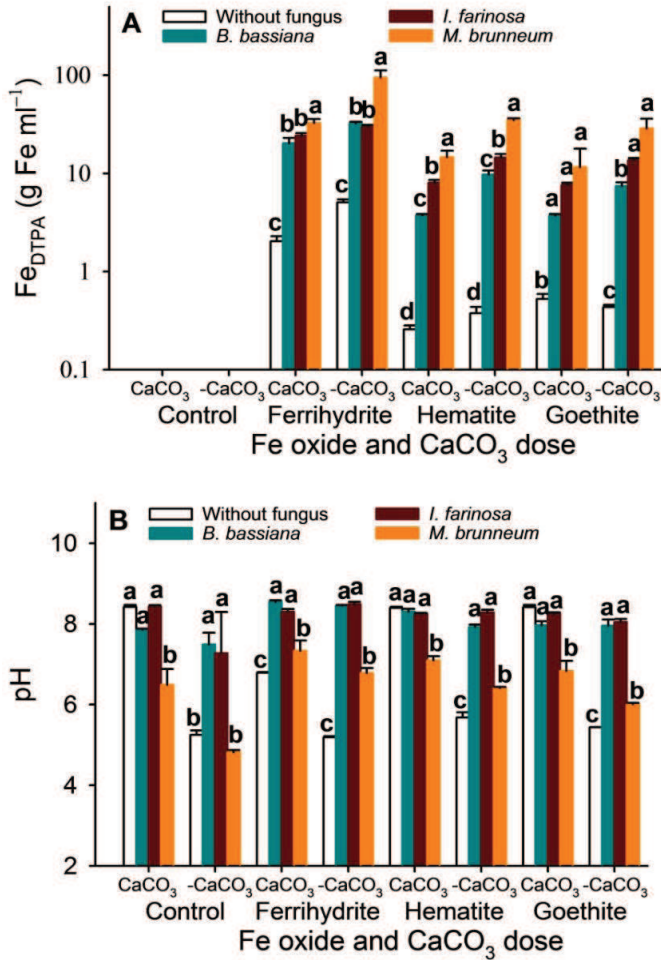 A
Without fungus
I. farinosa
B. bassiana
M. brunneum
Fe_DTPA (g Fe ml⁻¹)
100
10
1
0.1
c b b a c b b a d c b a d c b a b a a a c b a a
CaCO₃ -CaCO₃ CaCO₃ -CaCO₃ CaCO₃ -CaCO₃ CaCO₃ -CaCO₃
Control Ferrihydrite Hematite Goethite
Fe oxide and CaCO₃ dose
B
Without fungus
I. farinosa
B. bassiana
M. brunneum
pH
10
8
6
4
2
a a a b b a a b c a a b c a a b a a a b c a a b a a a b c a a b
CaCO₃ -CaCO₃ CaCO₃ -CaCO₃ CaCO₃ -CaCO₃ CaCO₃ -CaCO₃
Control Ferrihydrite Hematite Goethite
Fe oxide and CaCO₃ dose